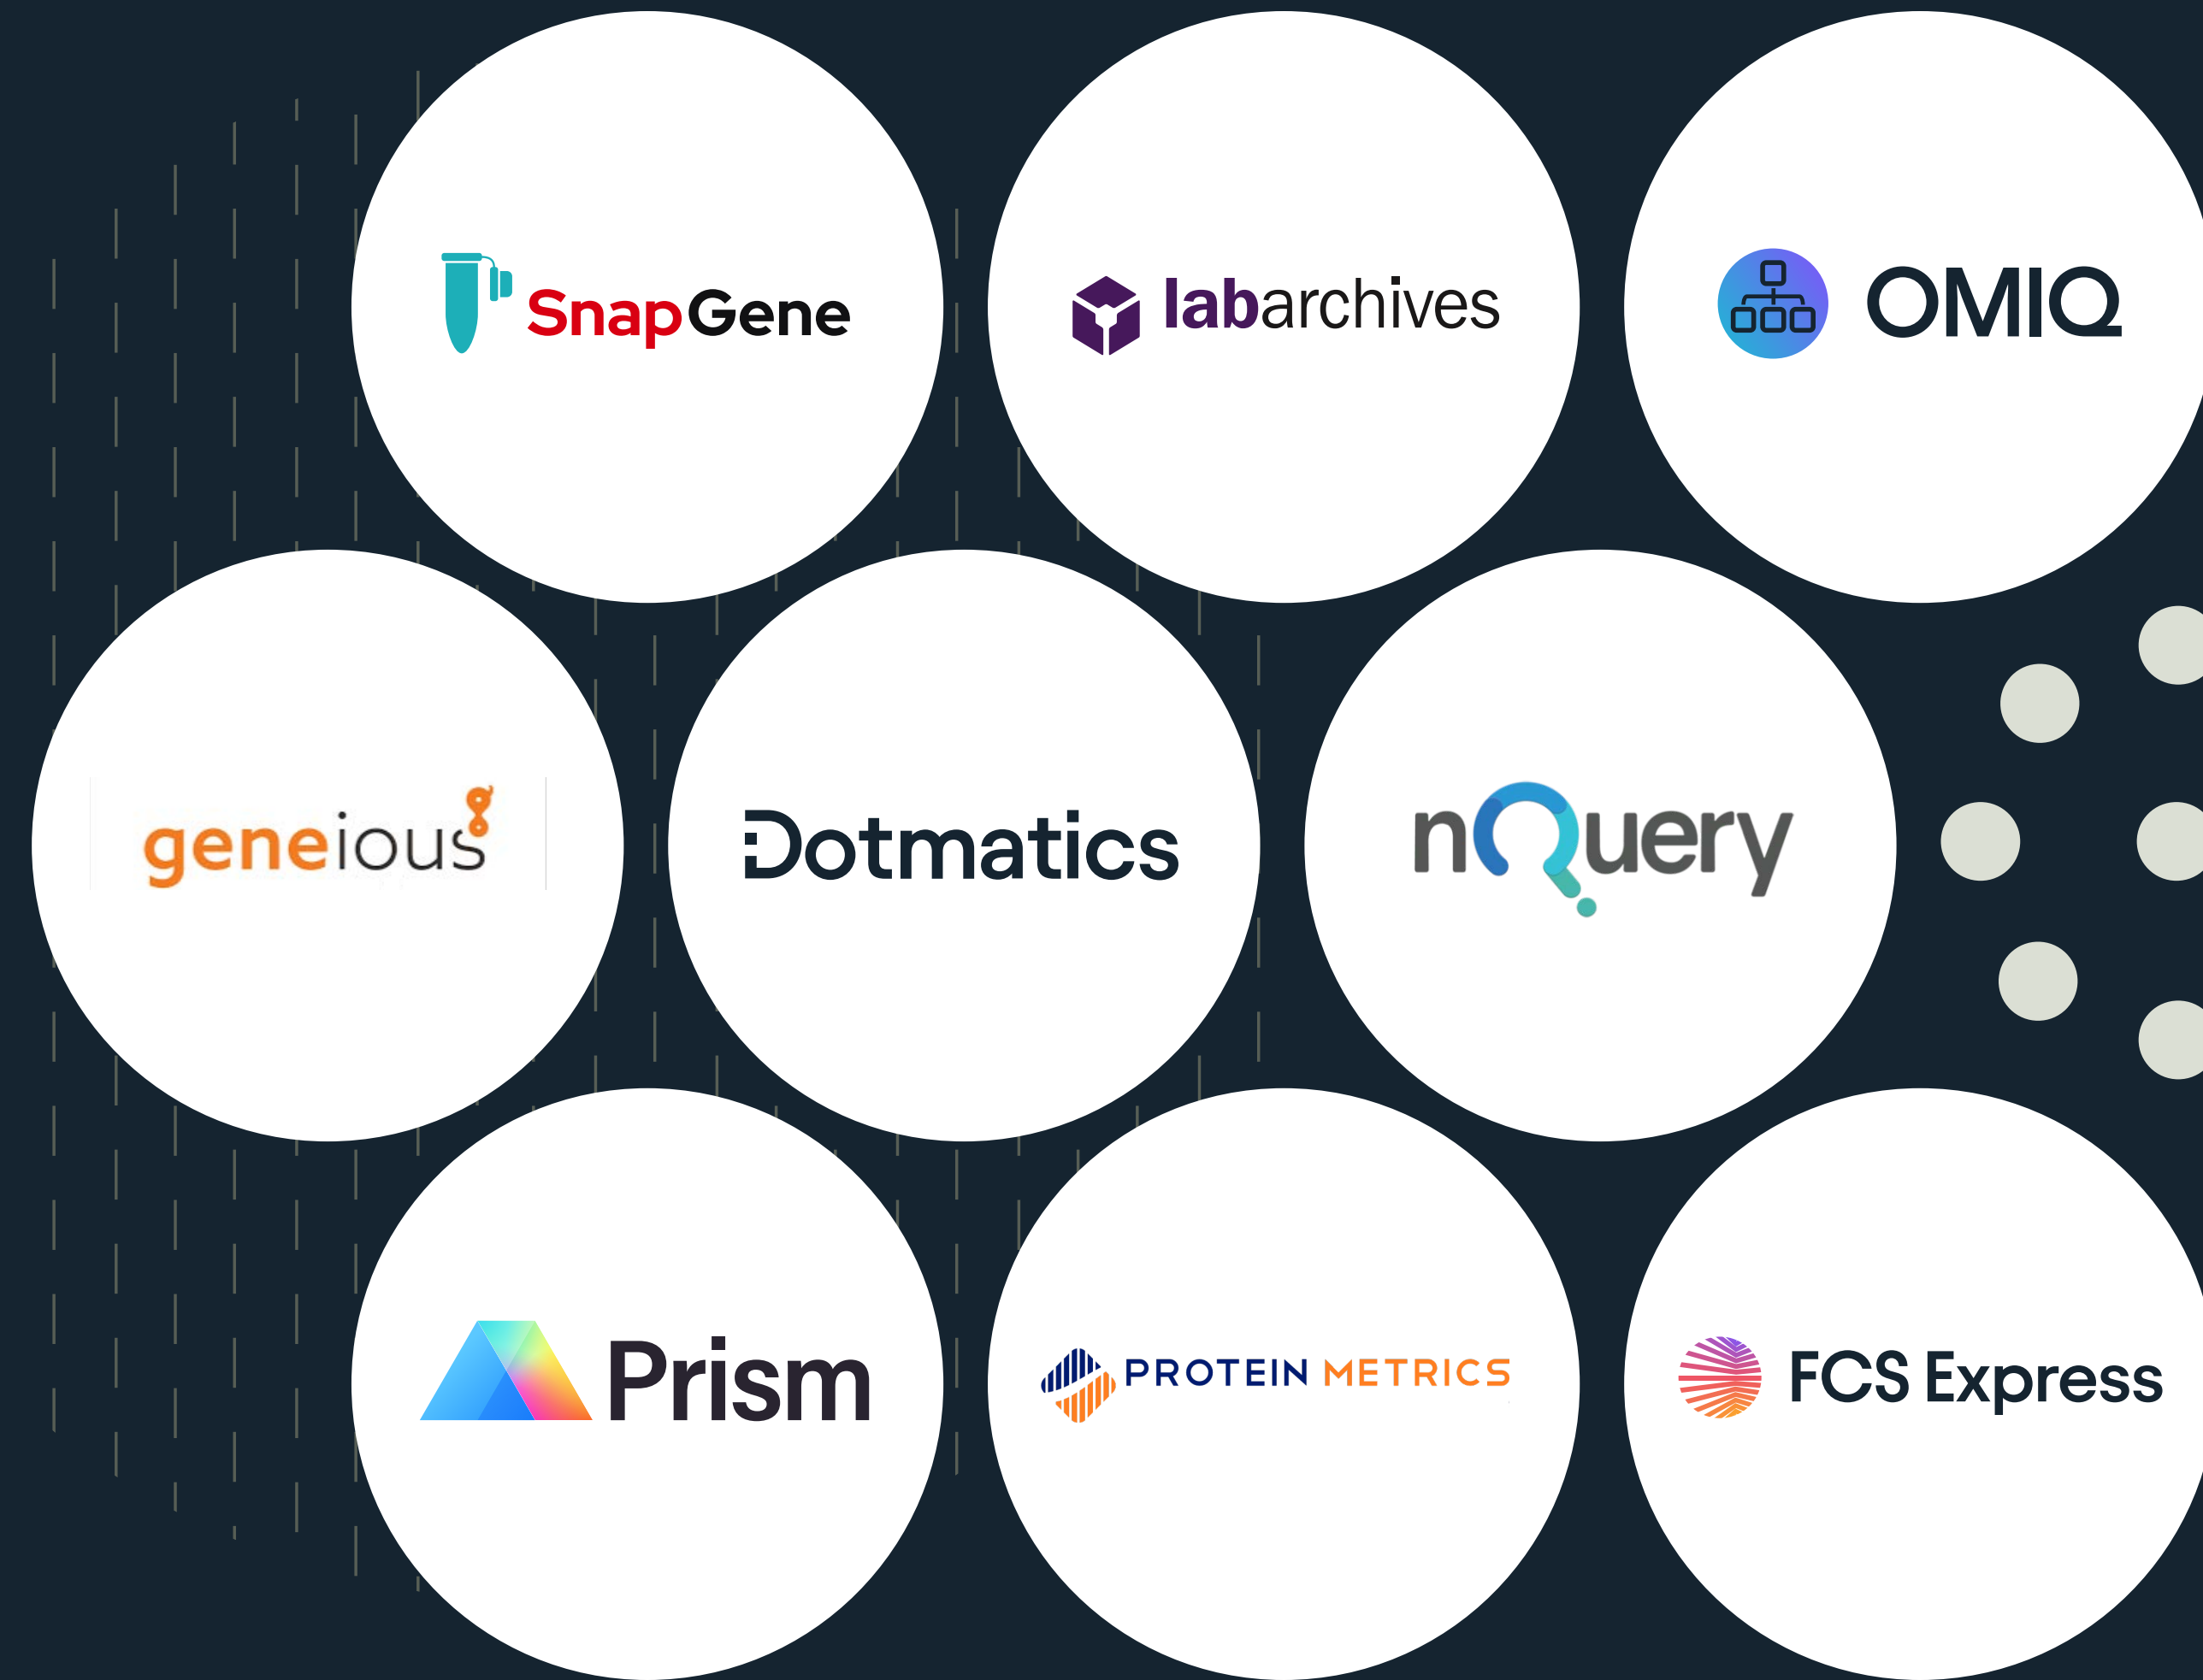 SnapGene
labarchives
OMIQ
geneious
Dotmatics
nQuery
Prism
PROTEIN METRICS
FCS Express